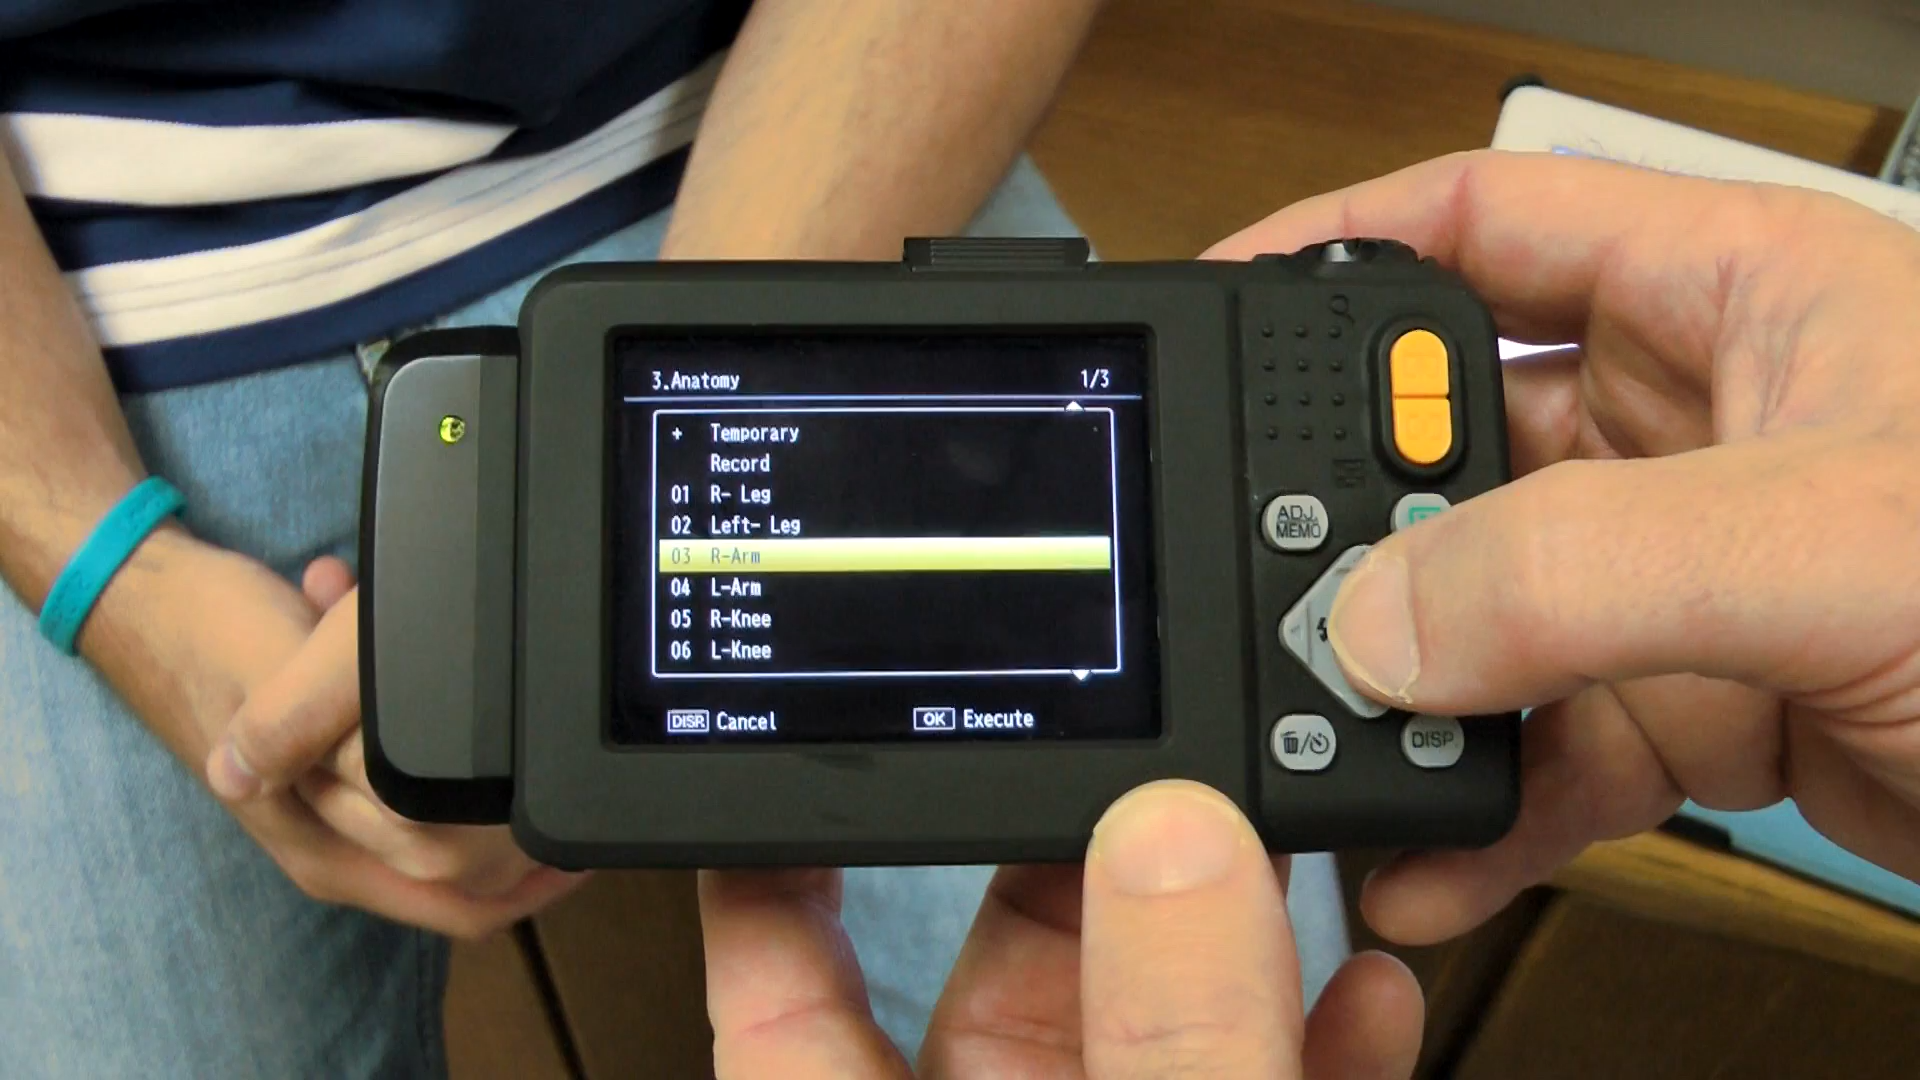 3.Anatomy 1/3
+ Temporary
Record
01 R- Leg
02 Left- Leg
03 R-Arm
04 L-Arm
05 R-Knee
06 L-Knee
DISP. Cancel OK Execute
ADJ.
MEMO
DISP.